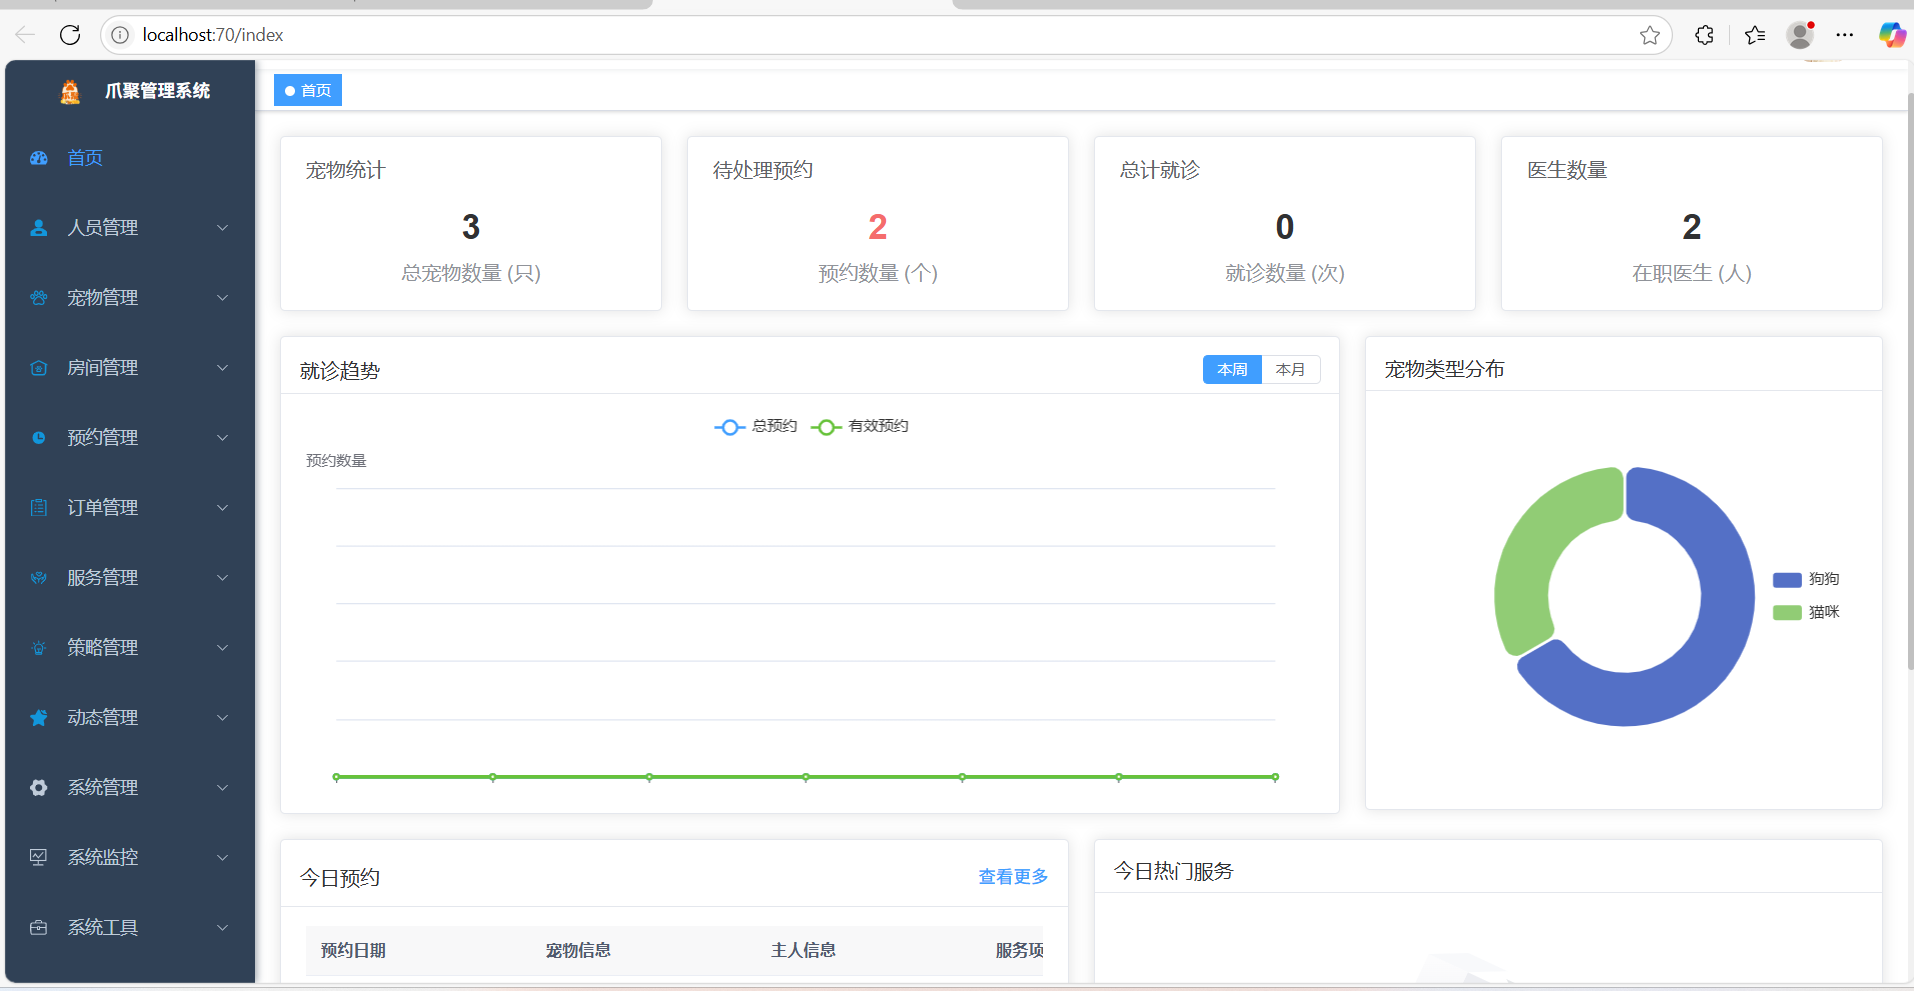 localhost:70/index
爪聚管理系统
首页
人员管理
宠物管理
房间管理
预约管理
订单管理
服务管理
策略管理
动态管理
系统管理
系统监控
系统工具
首页
宠物统计
3
总宠物数量 (只)
待处理预约
2
预约数量 (个)
总计就诊
0
就诊数量 (次)
医生数量
2
在职医生 (人)
就诊趋势
本周 本月
总预约 有效预约
预约数量
宠物类型分布
狗狗
猫咪
今日预约 查看更多
预约日期 宠物信息 主人信息 服务项
今日热门服务